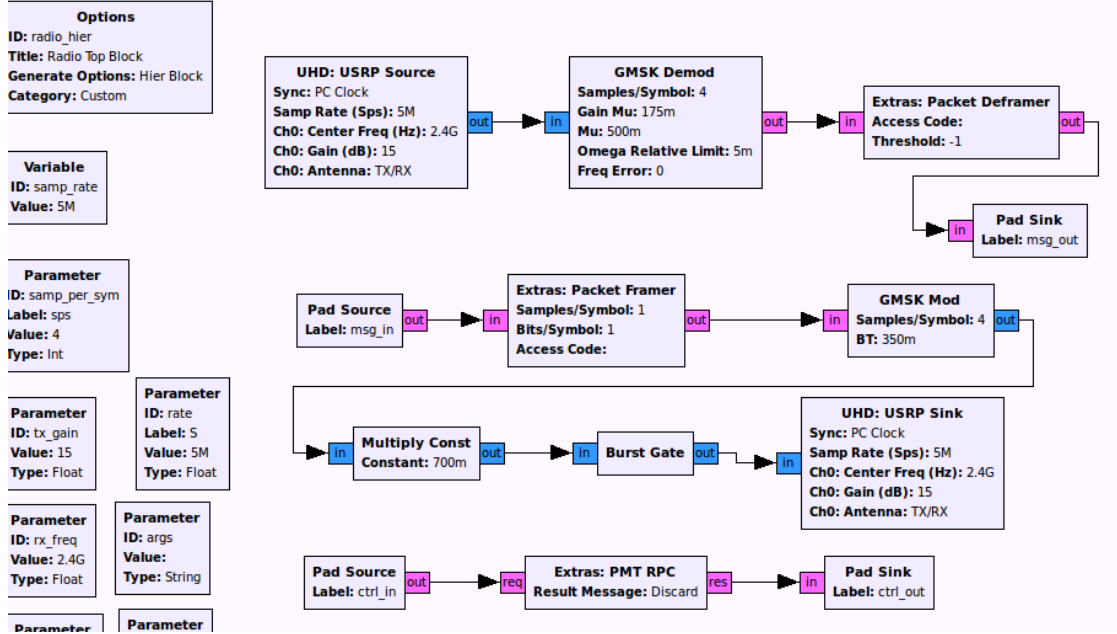 Options
ID: radio_hier
Title: Radio Top Block
Generate Options: Hier Block
Category: Custom
Variable
ID: samp_rate
Value: 5M
Parameter
ID: samp_per_sym
Label: sps
Value: 4
Type: Int
Parameter
ID: tx_gain
Value: 15
Type: Float
Parameter
ID: rate
Label: S
Value: 5M
Type: Float
Parameter
ID: rx_freq
Value: 2.4G
Type: Float
Parameter
ID: args
Value:
Type: String
Parameter
Parameter
UHD: USRP Source
Sync: PC Clock
Samp Rate (Sps): 5M
Ch0: Center Freq (Hz): 2.4G
Ch0: Gain (dB): 15
Ch0: Antenna: TX/RX
out
in
GMSK Demod
Samples/Symbol: 4
Gain Mu: 175m
Mu: 500m
Omega Relative Limit: 5m
Freq Error: 0
out
in
Extras: Packet Deframer
Access Code:
Threshold: -1
out
in
Pad Sink
Label: msg_out
Pad Source
Label: msg_in
out
in
Extras: Packet Framer
Samples/Symbol: 1
Bits/Symbol: 1
Access Code:
out
in
GMSK Mod
Samples/Symbol: 4
BT: 350m
out
in
Multiply Const
Constant: 700m
out
in
Burst Gate
out
in
UHD: USRP Sink
Sync: PC Clock
Samp Rate (Sps): 5M
Ch0: Center Freq (Hz): 2.4G
Ch0: Gain (dB): 15
Ch0: Antenna: TX/RX
Pad Source
Label: ctrl_in
out
req
Extras: PMT RPC
Result Message: Discard
res
in
Pad Sink
Label: ctrl_out